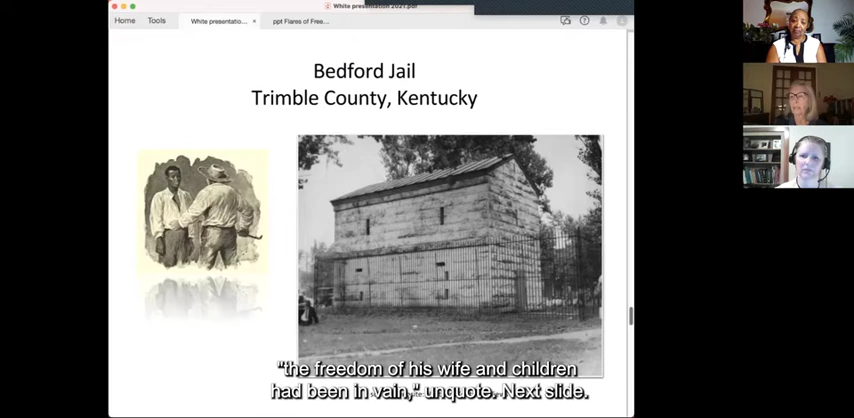 White presentation 2021.pdf
Home
Tools
White presentatio...
ppt Flares of Free...
Bedford Jail
Trimble County, Kentucky
"the freedom of his wife and children
had been in vain," unquote. Next slide.